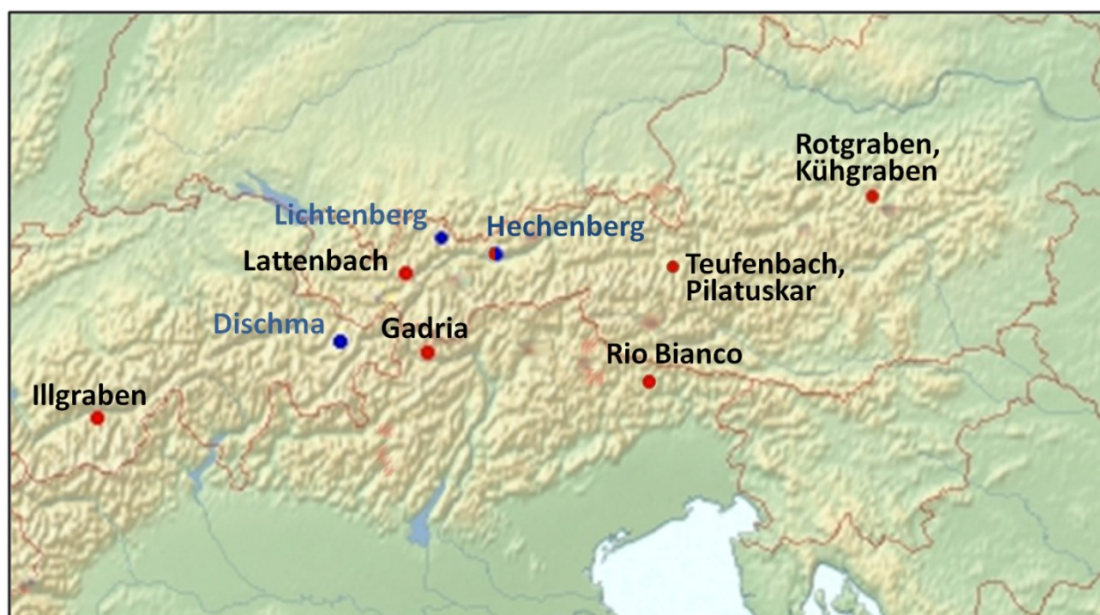 Rotgraben,
Kühgraben
Lichtenberg
Hechenberg
Lattenbach
Teufenbach,
Pilatuskar
Dischma
Gadria
Rio Bianco
Illgraben